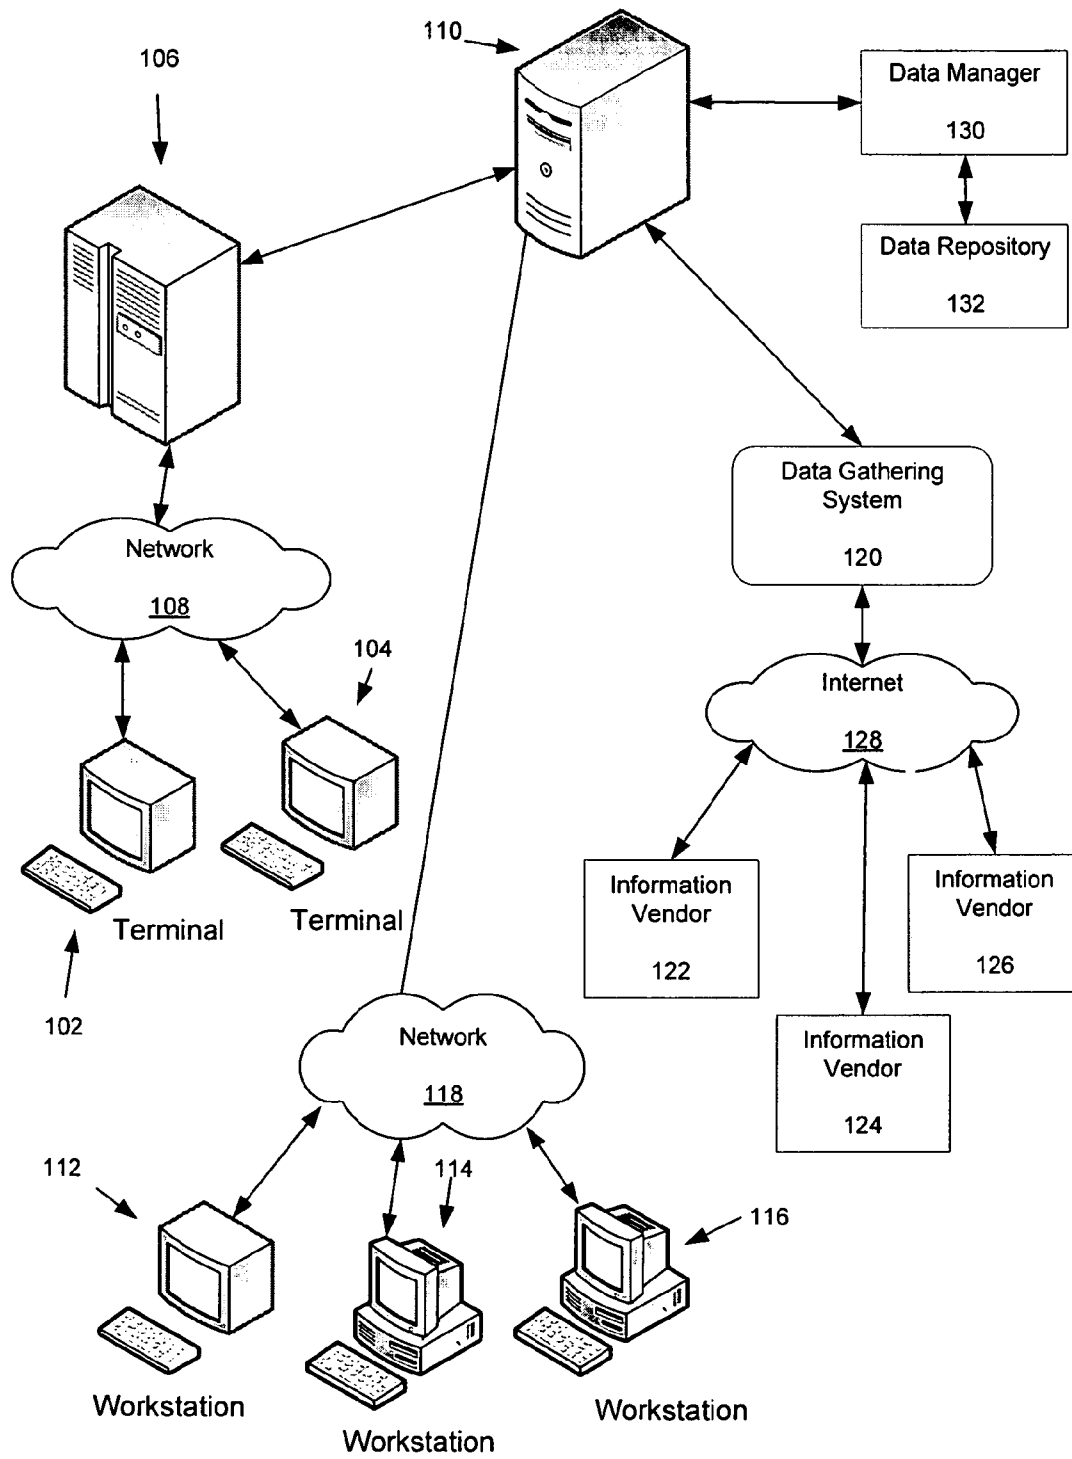 110
106
Data Manager
130
Data Repository
132
Data Gathering
System
120
Network
108
104
Internet
128
Terminal
Terminal
102
Information
Vendor
122
Information
Vendor
126
Information
Vendor
124
Network
118
112
114
116
Workstation
Workstation
Workstation